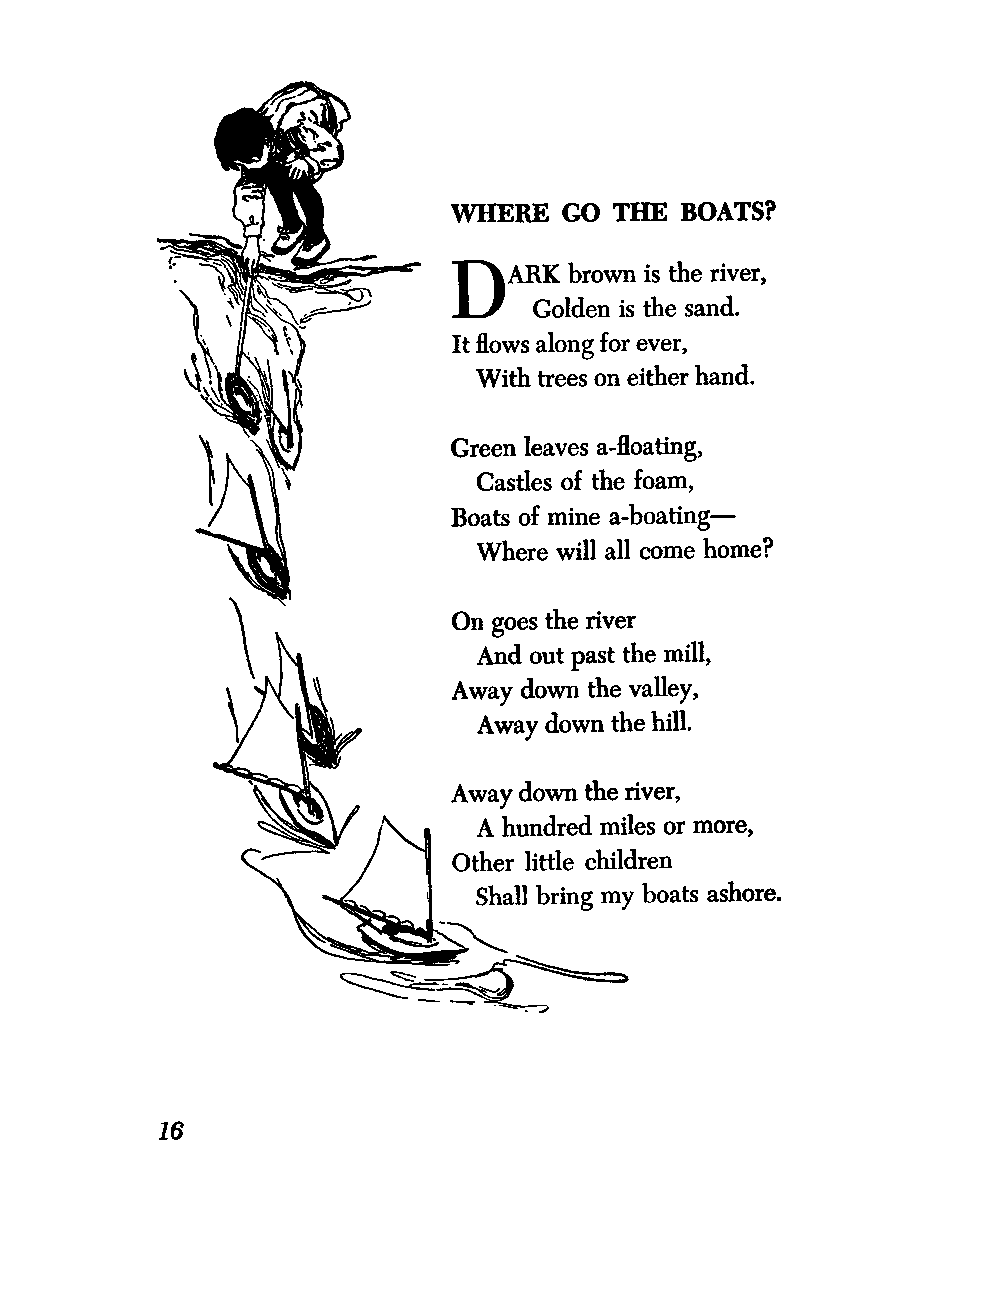 WHERE GO THE BOATS?
DARK brown is the river,
Golden is the sand.
It flows along for ever,
With trees on either hand.
Green leaves a-floating,
Castles of the foam,
Boats of mine a-boating—
Where will all come home?
On goes the river
And out past the mill,
Away down the valley,
Away down the hill.
Away down the river,
A hundred miles or more,
Other little children
Shall bring my boats ashore.
16